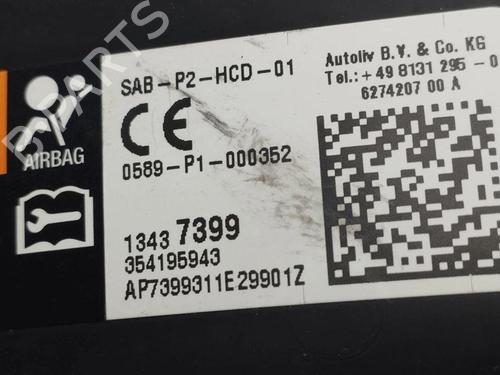 SAB-P2-HCD-01
Autoliv B.V. & Co. KG
Tel.: +49 8131 295-0
6274207 00 A
CE
0589-P1-000352
AIRBAG
1343 7399
354195943
AP7399311E29901Z
B PARTS